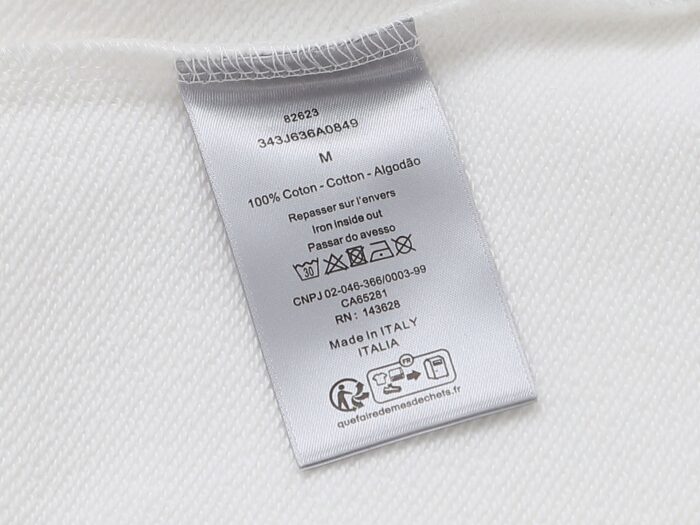 82623
343J636A0849
M
100% Coton - Cotton - Algodão
Repasser sur l'envers
Iron inside out
Passar do avesso
30
CNPJ 02-046-366/0003-99
CA65281
RN: 143628
Made in ITALY
ITALIA
FR
quefairedemesdechets.fr